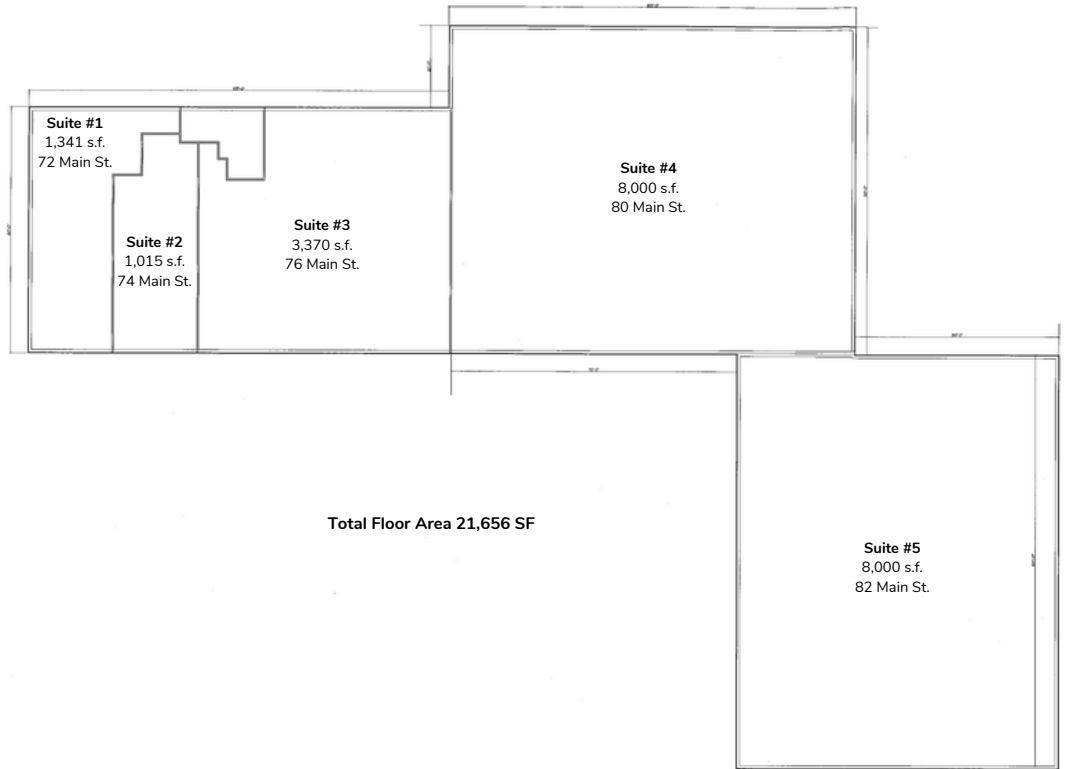 Suite #1
1,341 s.f.
72 Main St.
Suite #2
1,015 s.f.
74 Main St.
Suite #3
3,370 s.f.
76 Main St.
Suite #4
8,000 s.f.
80 Main St.
Total Floor Area 21,656 SF
Suite #5
8,000 s.f.
82 Main St.